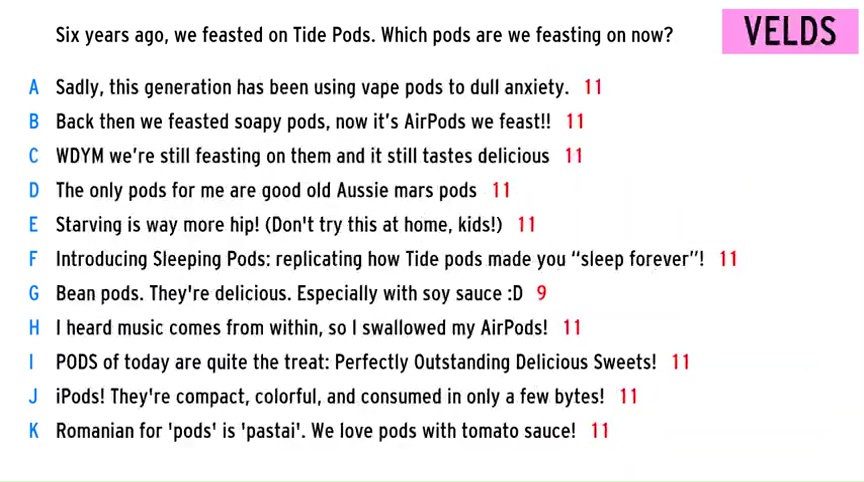 Six years ago, we feasted on Tide Pods. Which pods are we feasting on now?
VELDS
A Sadly, this generation has been using vape pods to dull anxiety. 11
B Back then we feasted soapy pods, now it's AirPods we feast!! 11
C WDYM we're still feasting on them and it still tastes delicious 11
D The only pods for me are good old Aussie mars pods 11
E Starving is way more hip! (Don't try this at home, kids!) 11
F Introducing Sleeping Pods: replicating how Tide pods made you “sleep forever”! 11
G Bean pods. They're delicious. Especially with soy sauce :D 9
H I heard music comes from within, so I swallowed my AirPods! 11
I PODS of today are quite the treat: Perfectly Outstanding Delicious Sweets! 11
J iPods! They're compact, colorful, and consumed in only a few bytes! 11
K Romanian for 'pods' is 'pastai'. We love pods with tomato sauce! 11